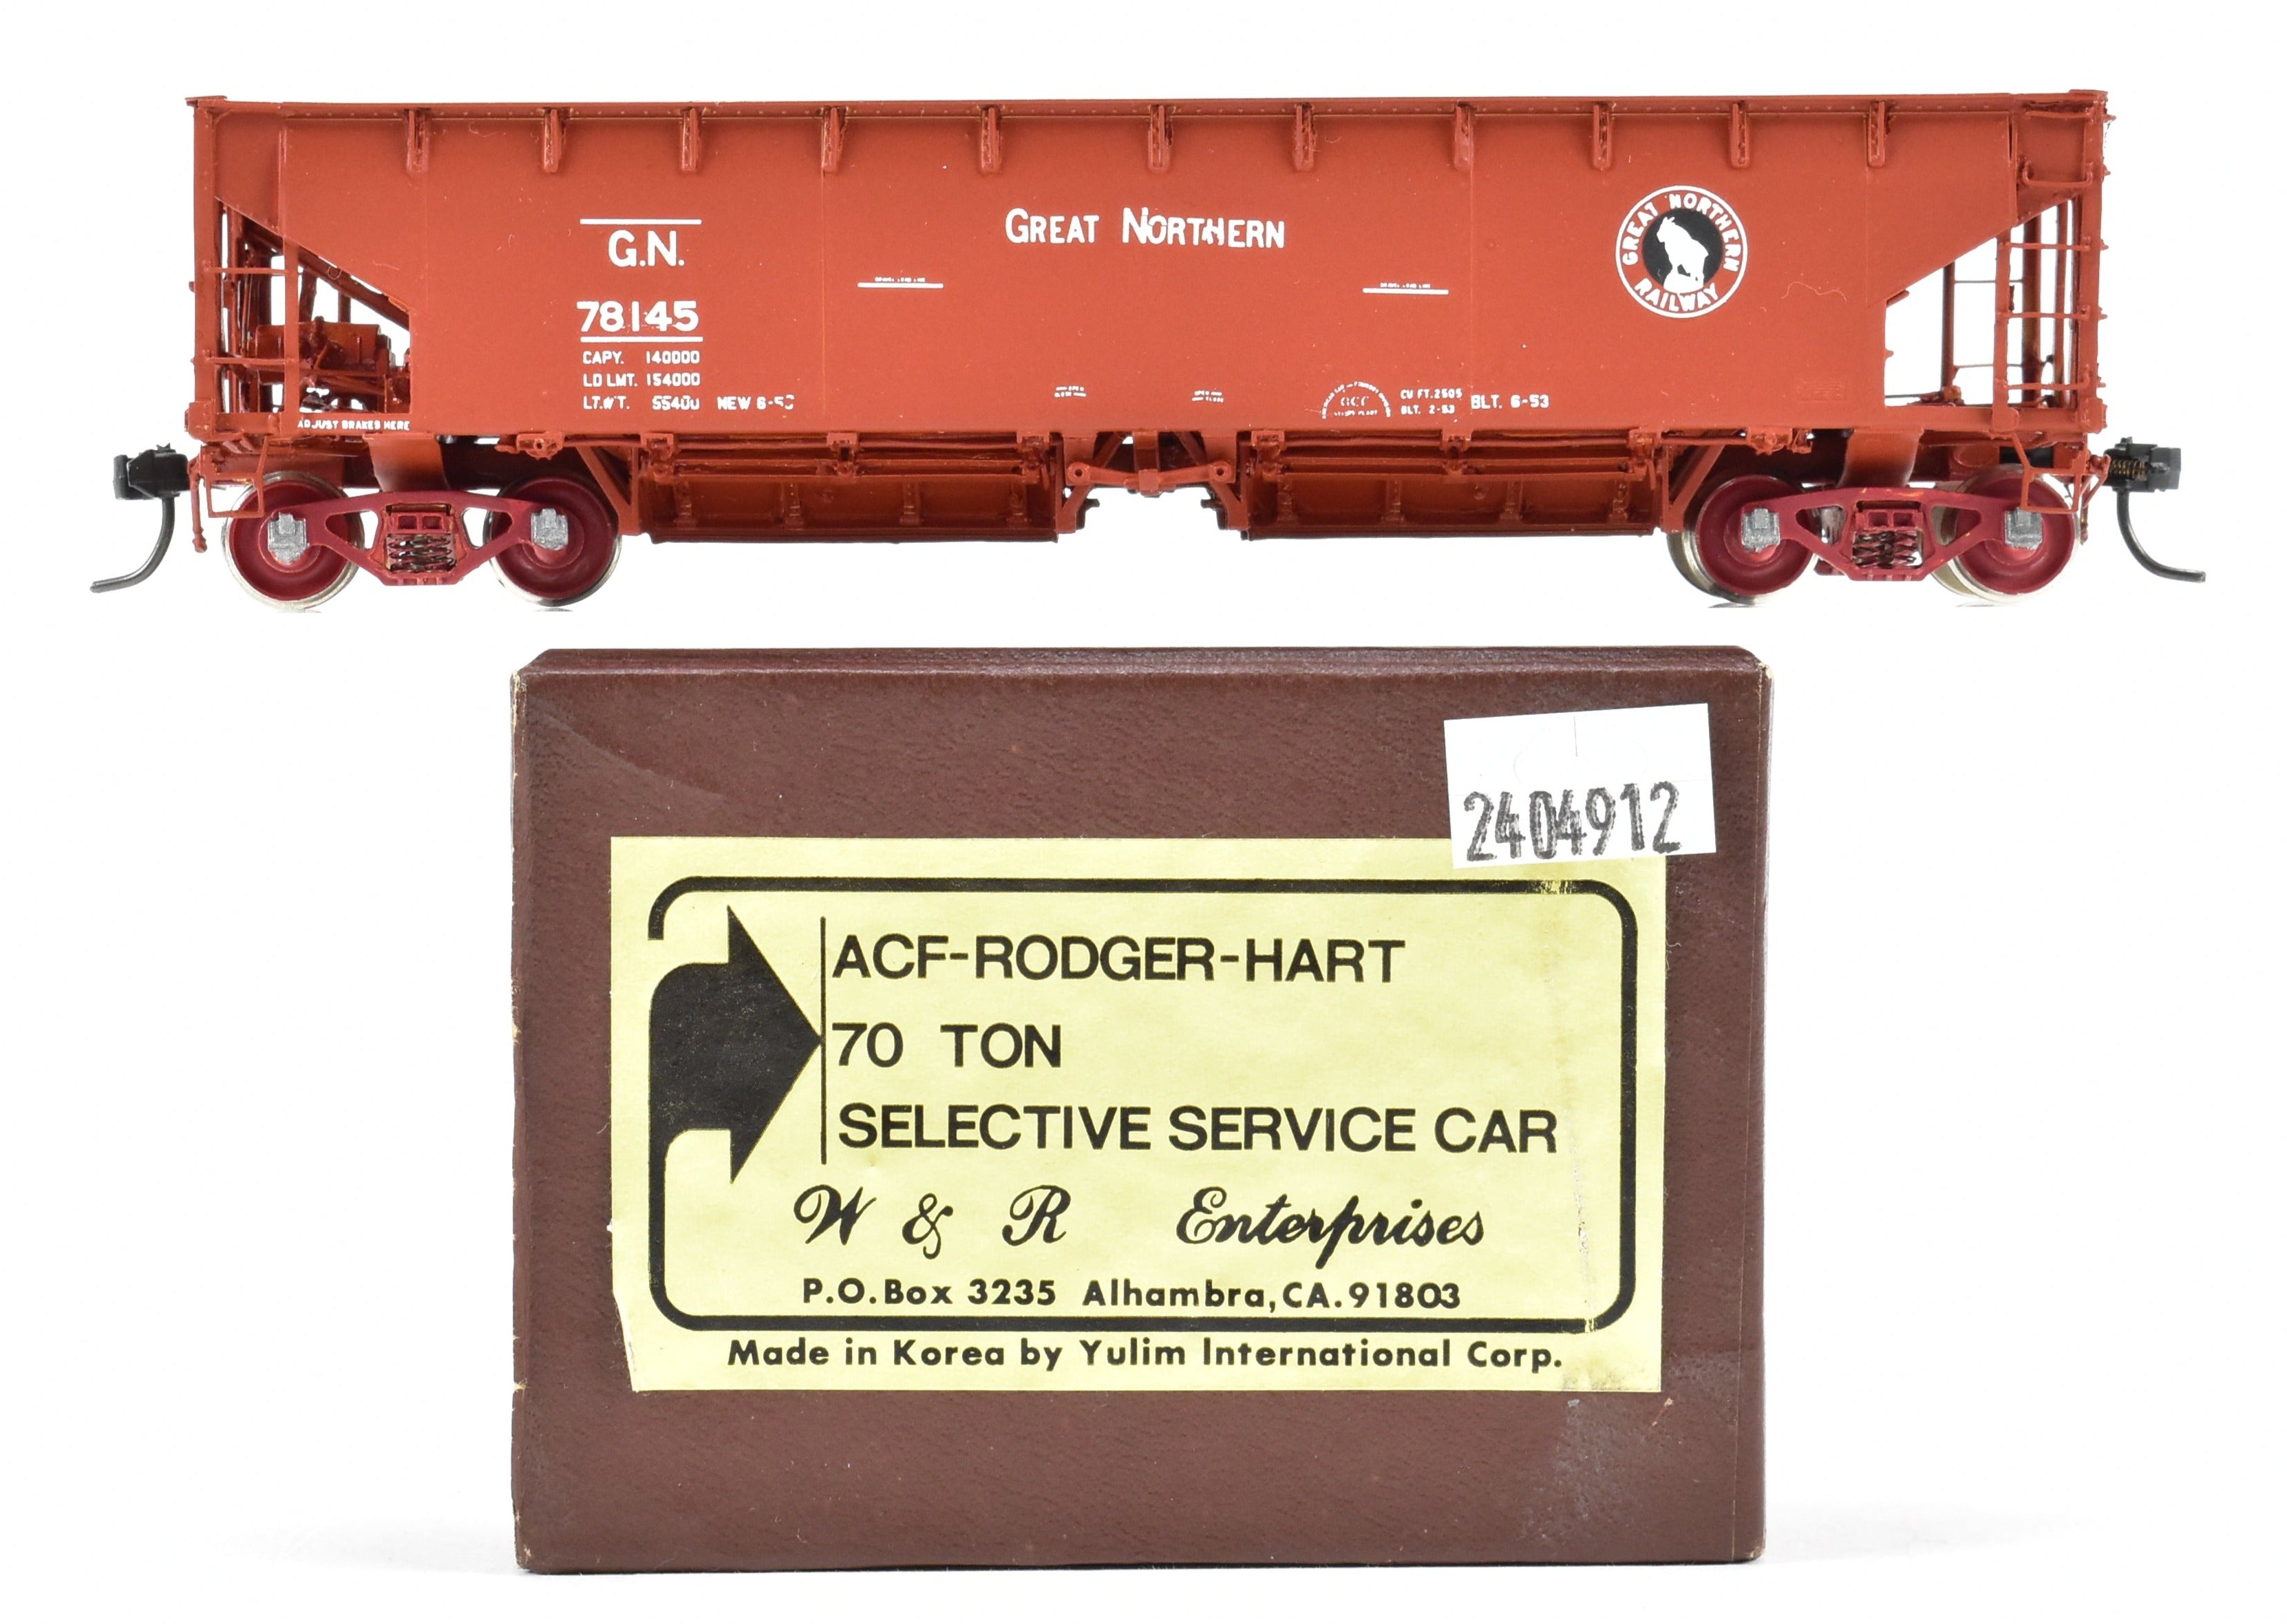 G.N.
78145
CAPY. 140000
LD LMT. 154000
LT.WT. 55400 NEW 6-53
ADJUST BRAKES HERE
GREAT NORTHERN
GREAT NORTHERN
RAILWAY
CU FT. 2505
BLT. 2-53
BLT. 6-53
2404912
ACF-RODGER-HART
70 TON
SELECTIVE SERVICE CAR
W & R Enterprises
P.O.Box 3235 Alhambra,CA.91803
Made in Korea by Yulim International Corp.